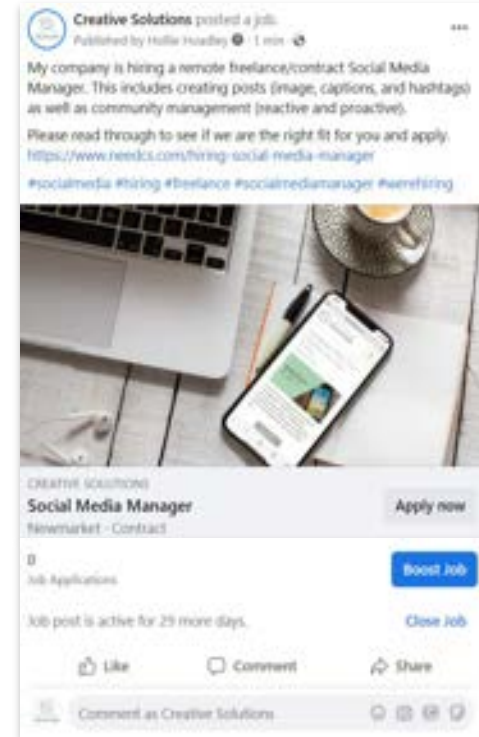 Creative Solutions posted a job.
Published by Hollie Hoadley · 1 min ·
My company is hiring a remote freelance/contract Social Media
Manager. This includes creating posts (image, captions, and hashtags)
as well as community management (reactive and proactive).
Please read through to see if we are the right fit for you and apply.
https://www.needcs.com/hiring-social-media-manager
#socialmedia #hiring #freelance #socialmediamanager #werehiring
CREATIVE SOLUTIONS
Social Media Manager
Apply now
Newmarket · Contract
0
Job Applications
Boost Job
Job post is active for 29 more days.
Close Job
Like
Comment
Share
Comment as Creative Solutions